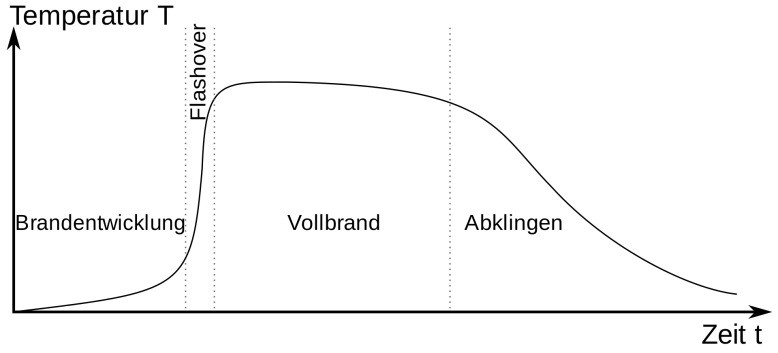 Temperatur T
Flashover
Brandentwicklung
Vollbrand
Abklingen
Zeit t